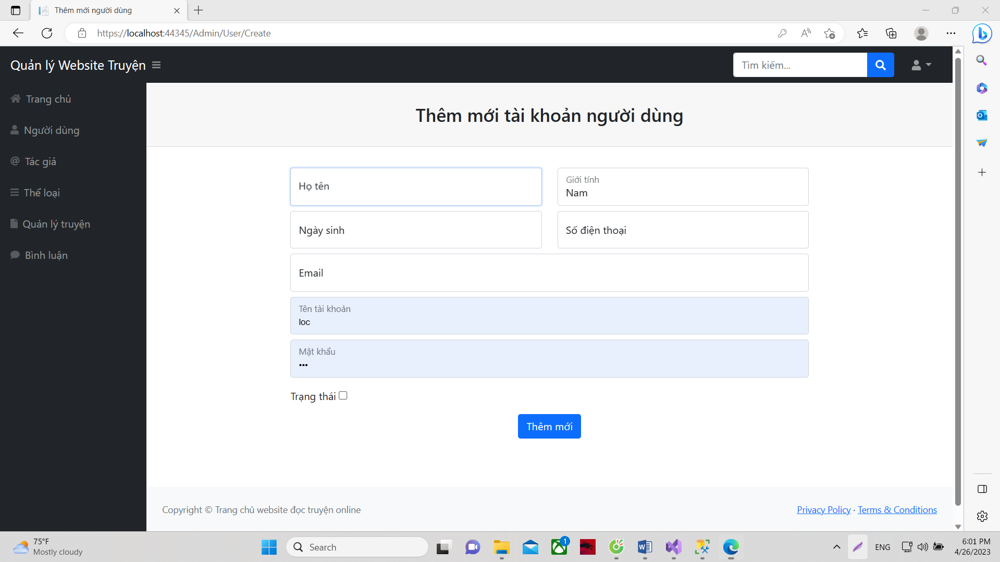 Thêm mới người dùng
https://localhost:44345/Admin/User/Create
Quản lý Website Truyện
Tìm kiếm...
Trang chủ
Người dùng
Tác giả
Thể loại
Quản lý truyện
Bình luận
Thêm mới tài khoản người dùng
Họ tên
Giới tính
Nam
Ngày sinh
Số điện thoại
Email
Tên tài khoản
loc
Mật khẩu
•••
Trạng thái
Thêm mới
Copyright © Trang chủ website đọc truyện online
Privacy Policy · Terms & Conditions
75°F
Mostly cloudy
Search
1
ENG
6:01 PM
4/26/2023